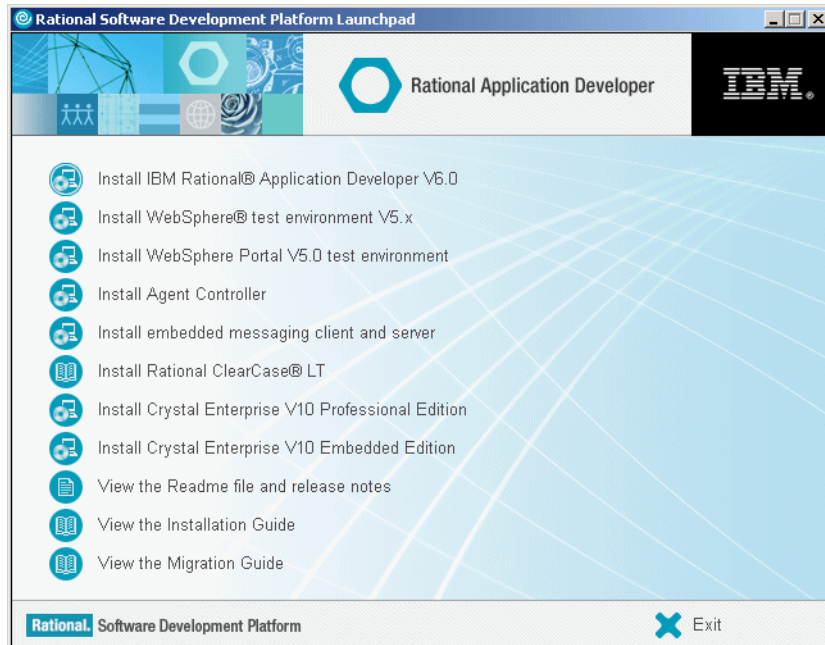 Rational Software Development Platform Launchpad
Rational Application Developer
IBM®
Install IBM Rational® Application Developer V6.0
Install WebSphere® test environment V5.x
Install WebSphere Portal V5.0 test environment
Install Agent Controller
Install embedded messaging client and server
Install Rational ClearCase® LT
Install Crystal Enterprise V10 Professional Edition
Install Crystal Enterprise V10 Embedded Edition
View the Readme file and release notes
View the Installation Guide
View the Migration Guide
Rational. Software Development Platform
Exit